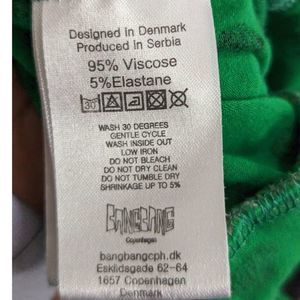 Designed in Denmark
Produced in Serbia
95% Viscose
5%Elastane
30
WASH 30 DEGREES
GENTLE CYCLE
WASH INSIDE OUT
LOW IRON
DO NOT BLEACH
DO NOT DRY CLEAN
DO NOT TUMBLE DRY
SHRINKAGE UP TO 5%
BANGBANG
Copenhagen
bangbangcph.dk
Eskildsgade 62-64
1657 Copenhagen
Denmark